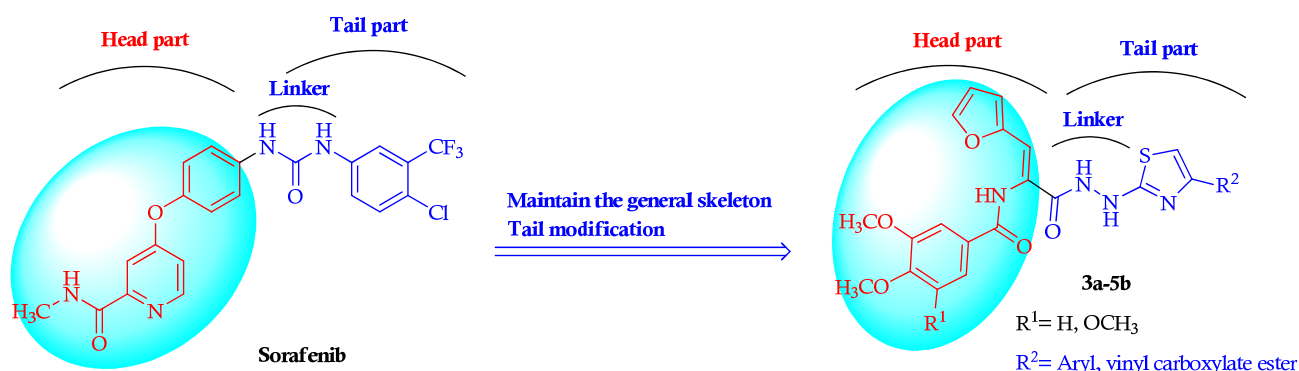 Head part
Tail part
Linker
H
N
H
N
O
CF3
Cl
O
H
N
H3C
O
N
Sorafenib
Maintain the general skeleton
Tail modification
Head part
Tail part
Linker
O
S
H
N
N
H
N
R2
HN
O
O
H3CO
H3CO
R1
3a-5b
R1= H, OCH3
R2= Aryl, vinyl carboxylate ester